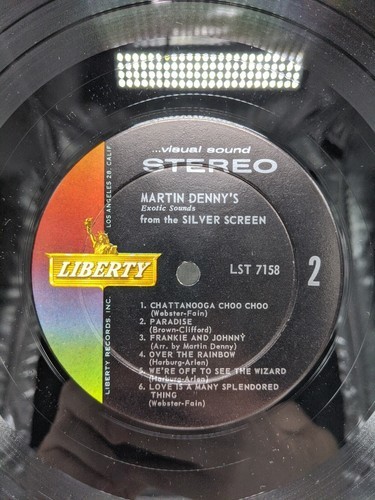 ...visual sound
STEREO
MARTIN DENNY'S
Exotic Sounds
from the SILVER SCREEN
LST 7158
2
LIBERTY
LOS ANGELES 28, CALIF.
LIBERTY RECORDS, INC.
1. CHATTANOOGA CHOO CHOO
(Webster-Fain)
2. PARADISE
(Brown-Clifford)
3. FRANKIE AND JOHNNY
(Arr. by Martin Denny)
4. OVER THE RAINBOW
(Harburg-Arlen)
5. WE'RE OFF TO SEE THE WIZARD
(Harburg-Arlen)
6. LOVE IS A MANY SPLENDORED
THING
(Webster-Fain)